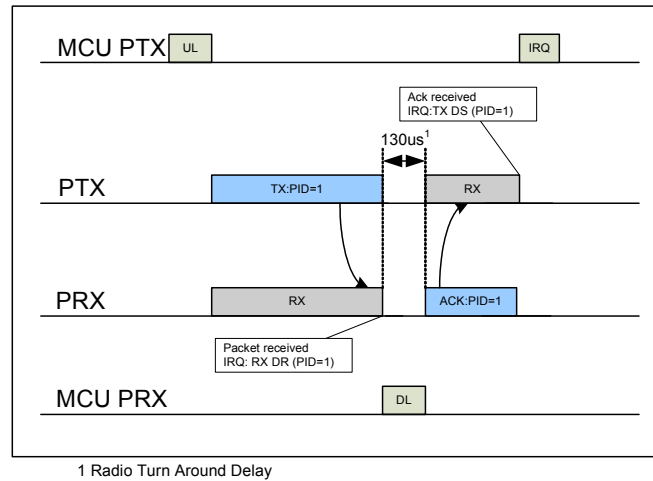 MCU PTX
UL
IRQ
Ack received
IRQ:TX DS (PID=1)
130us1
PTX
TX:PID=1
RX
PRX
RX
ACK:PID=1
Packet received
IRQ: RX DR (PID=1)
MCU PRX
DL
1 Radio Turn Around Delay